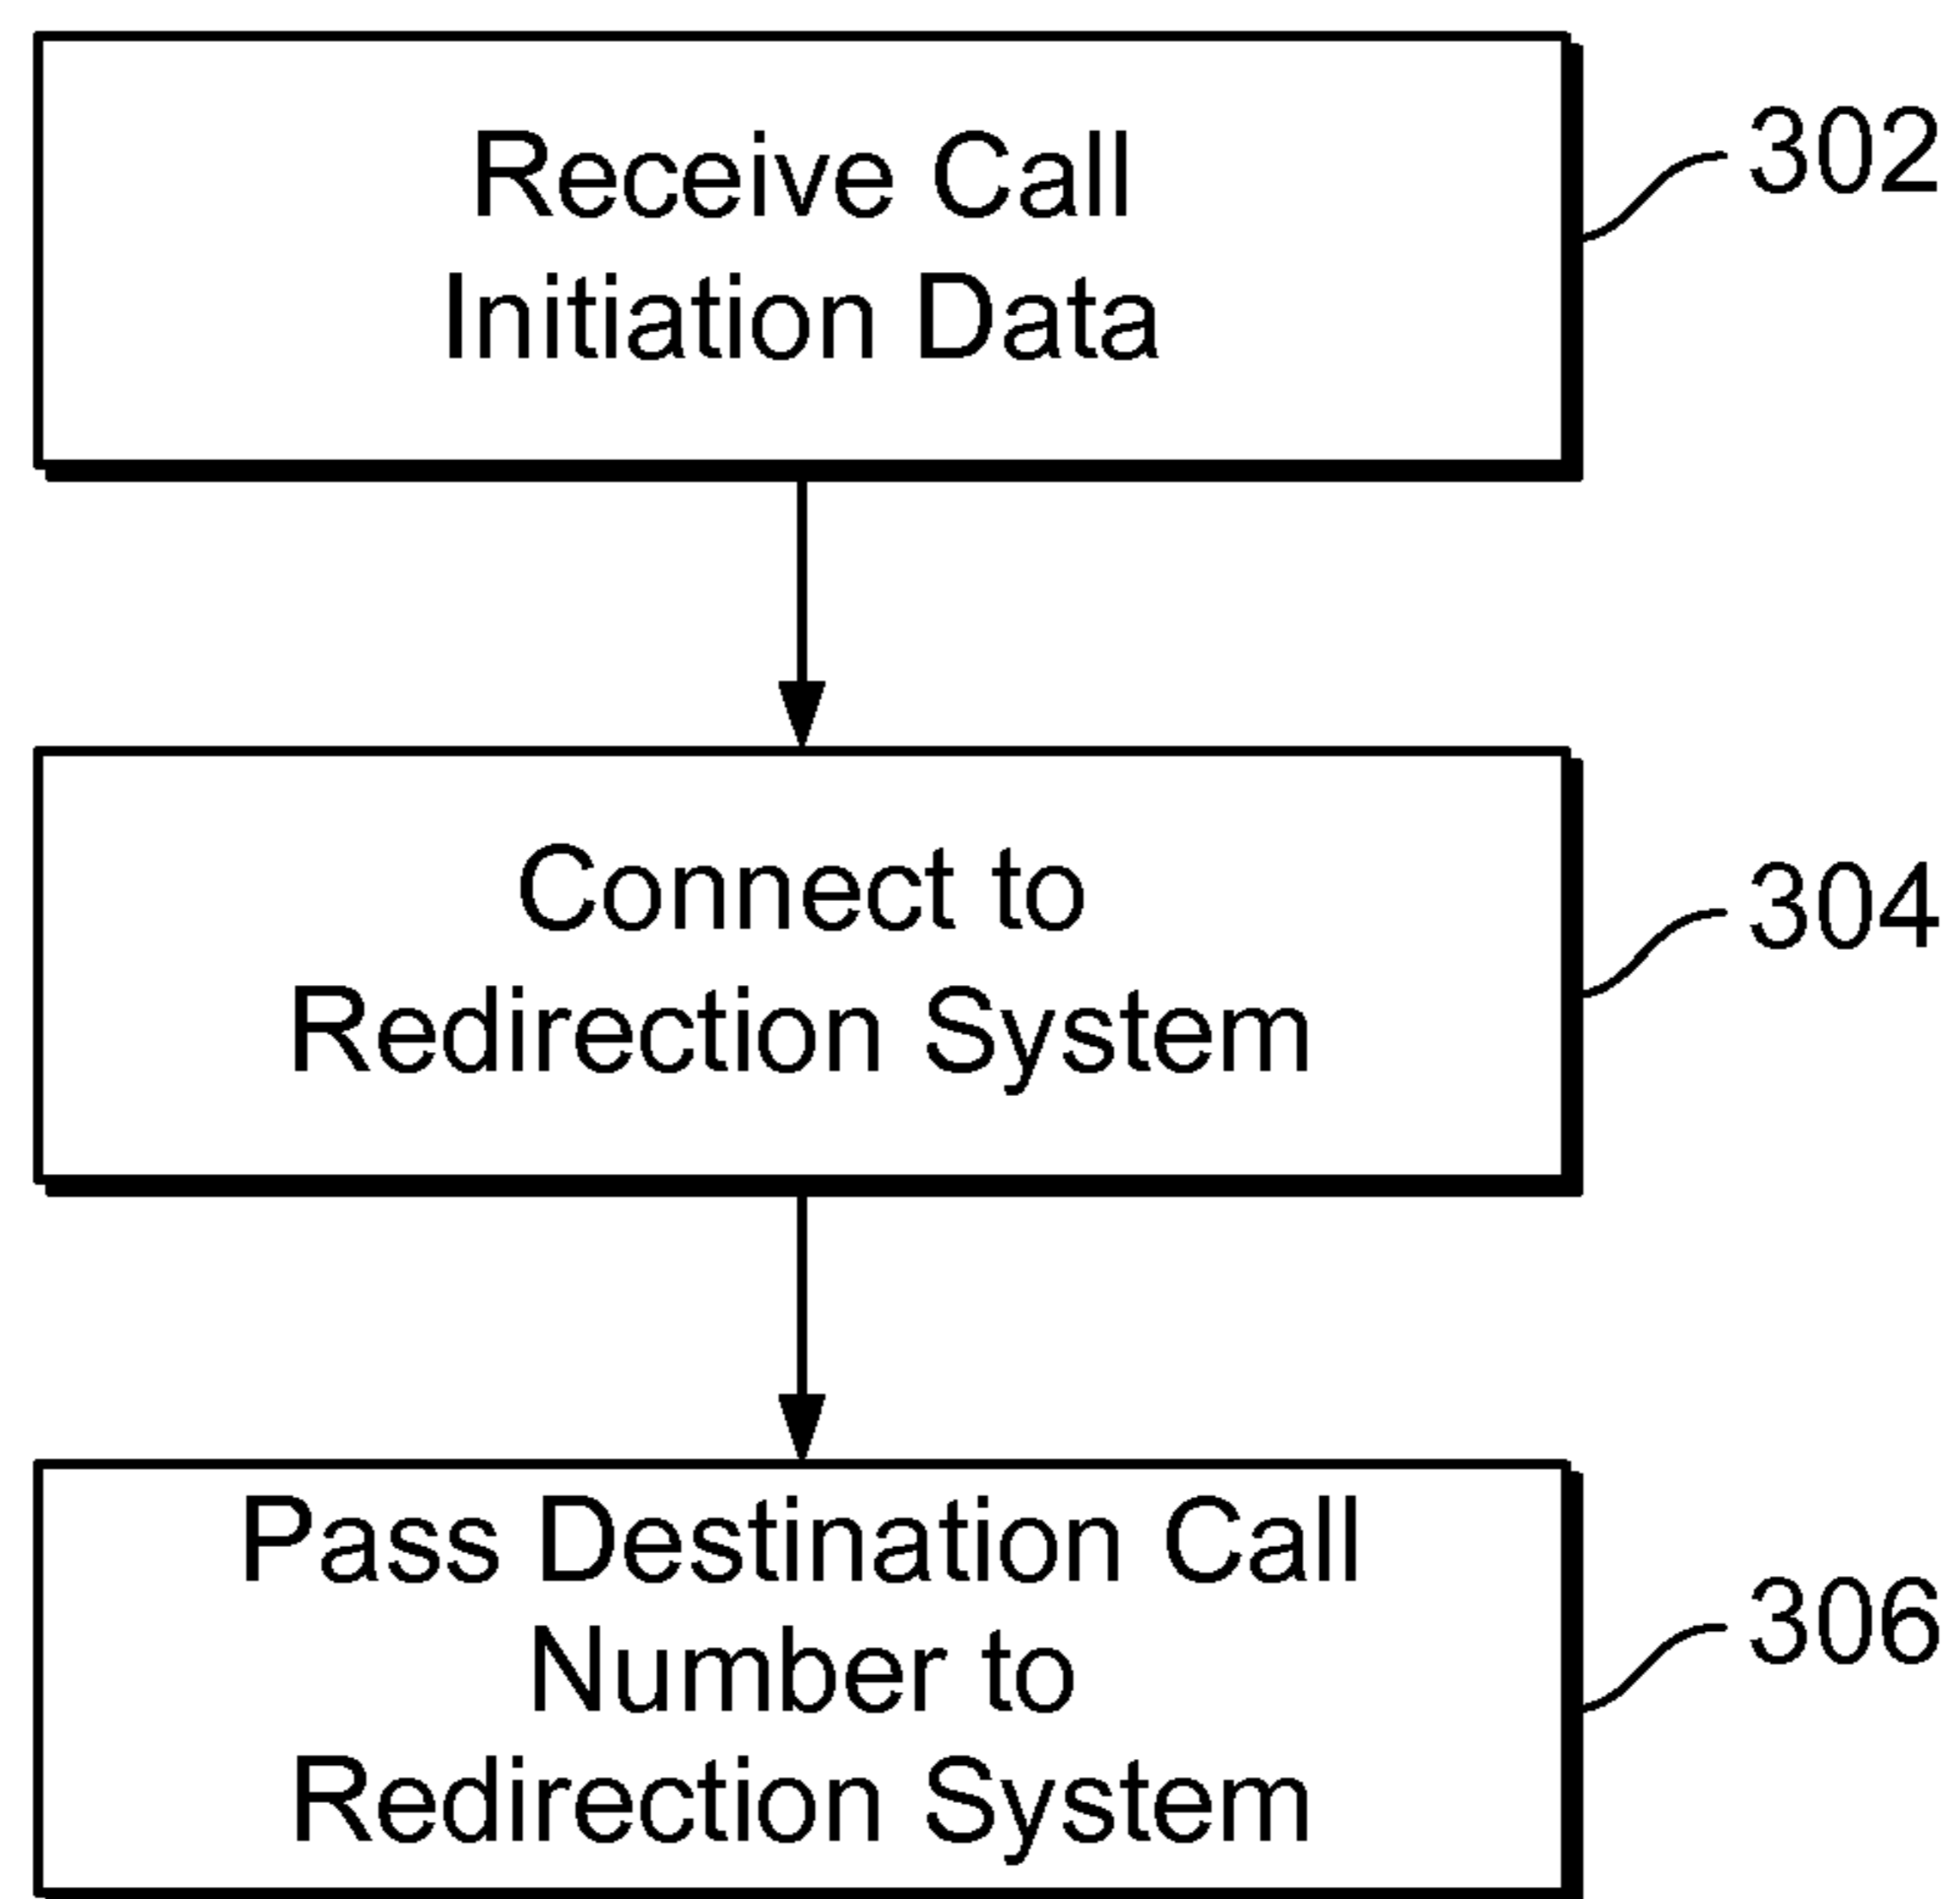 Receive Call
Initiation Data
302
Connect to
Redirection System
304
Pass Destination Call
Number to
Redirection System
306